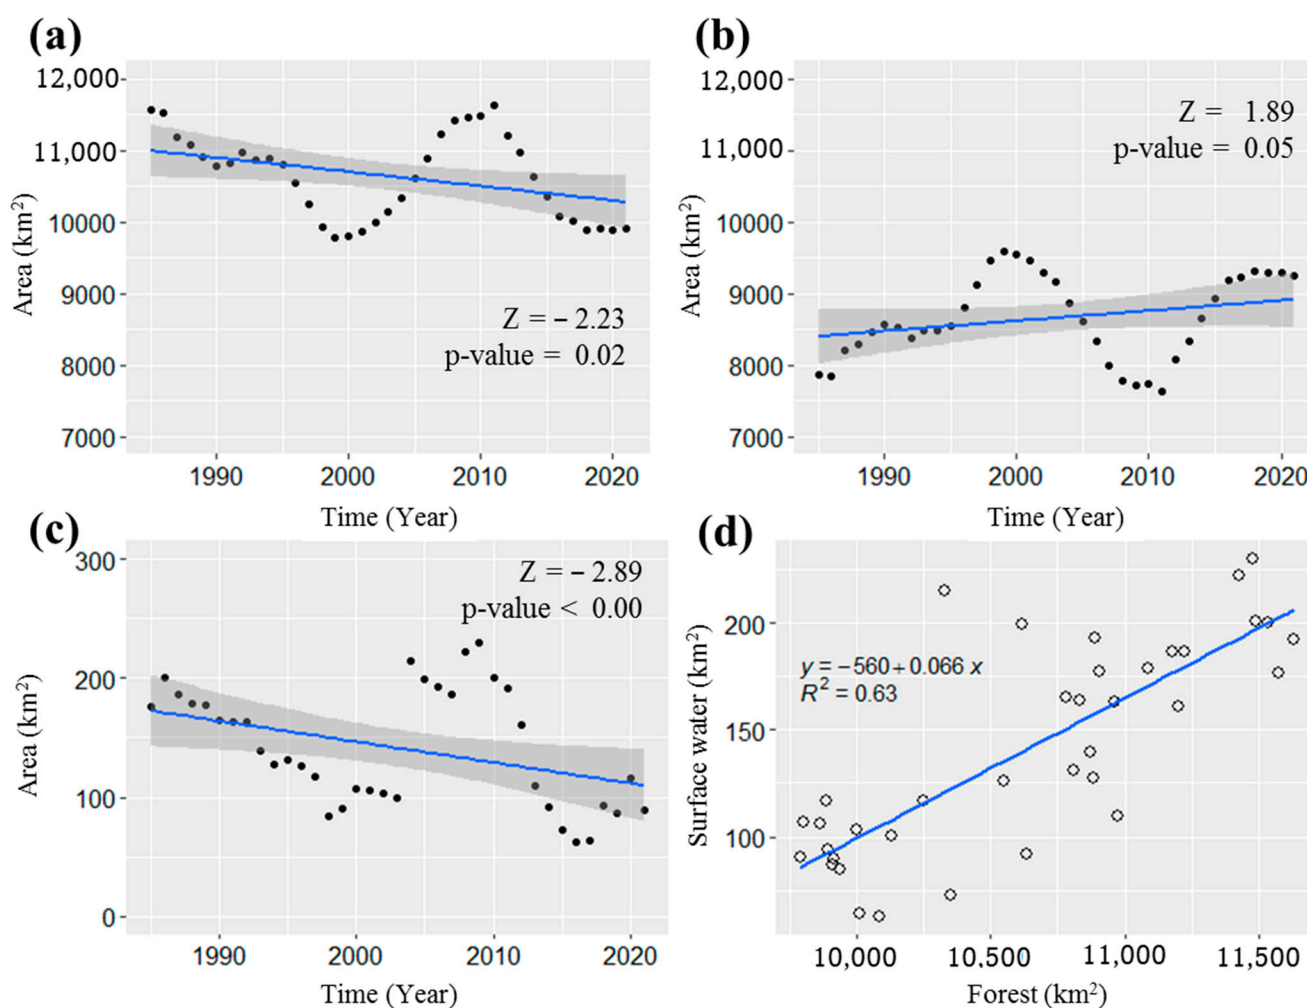 (a)
12,000
11,000
10000
9000
8000
7000
Area (km²)
Z = – 2.23
p-value = 0.02
1990
2000
2010
2020
Time (Year)
(b)
12,000
11,000
10000
9000
8000
7000
Area (km²)
Z = 1.89
p-value = 0.05
1990
2000
2010
2020
Time (Year)
(c)
300
200
100
0
Area (km²)
Z = – 2.89
p-value < 0.00
1990
2000
2010
2020
Time (Year)
(d)
200
150
100
Surface water (km²)
y = −560 + 0.066 x
R² = 0.63
10,000
10,500
11,000
11,500
Forest (km²)